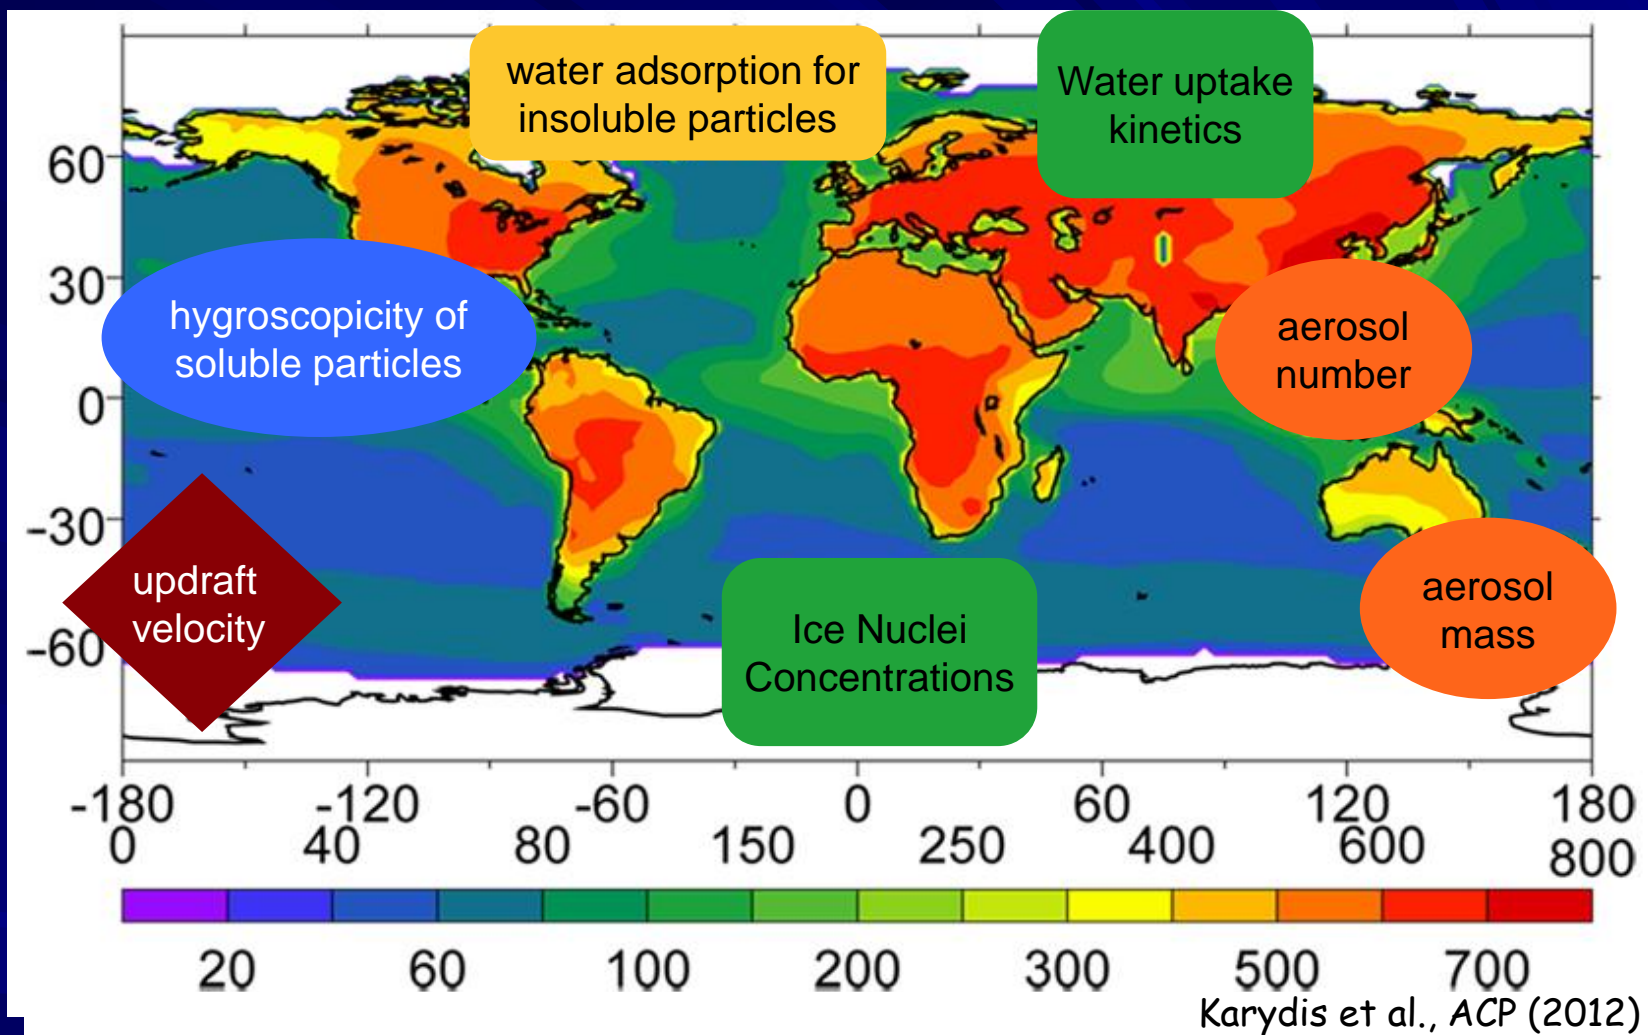 water adsorption for
insoluble particles
Water uptake
kinetics
60
30
0
-30
-60
hygroscopicity of
soluble particles
aerosol
number
updraft
velocity
Ice Nuclei
Concentrations
aerosol
mass
-180 -120 -60 0 60 120 180
0 40 80 150 250 400 600 800
20 60 100 200 300 500 700
Karydis et al., ACP (2012)